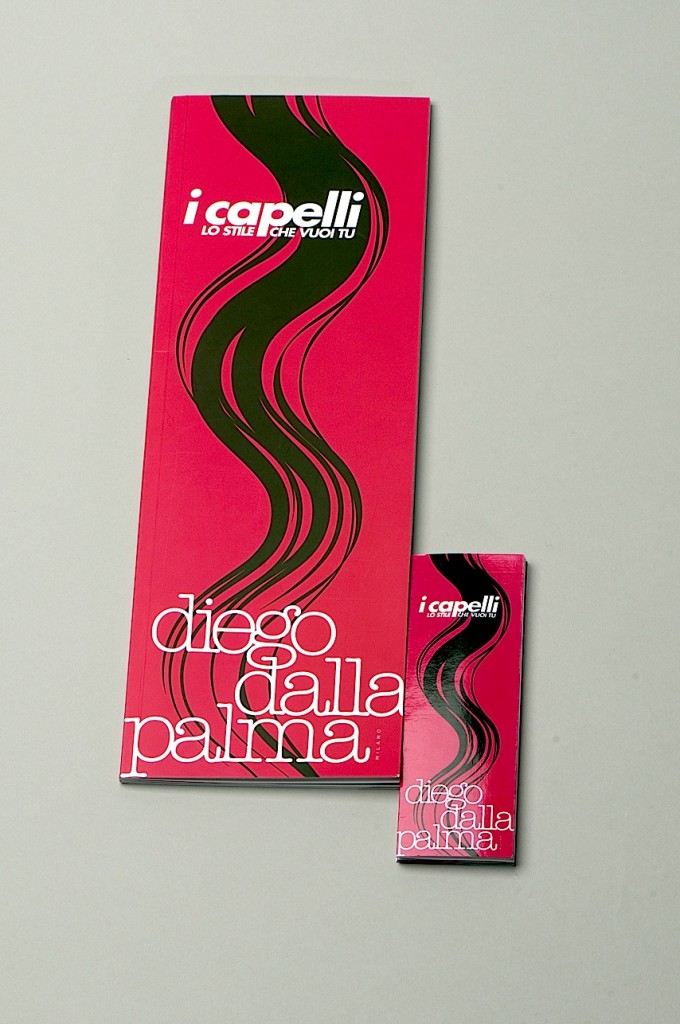 i capelli
LO STILE CHE VUOI TU
diego
dalla
palma
MILANO
i capelli
LO STILE CHE VUOI TU
diego
dalla
palma